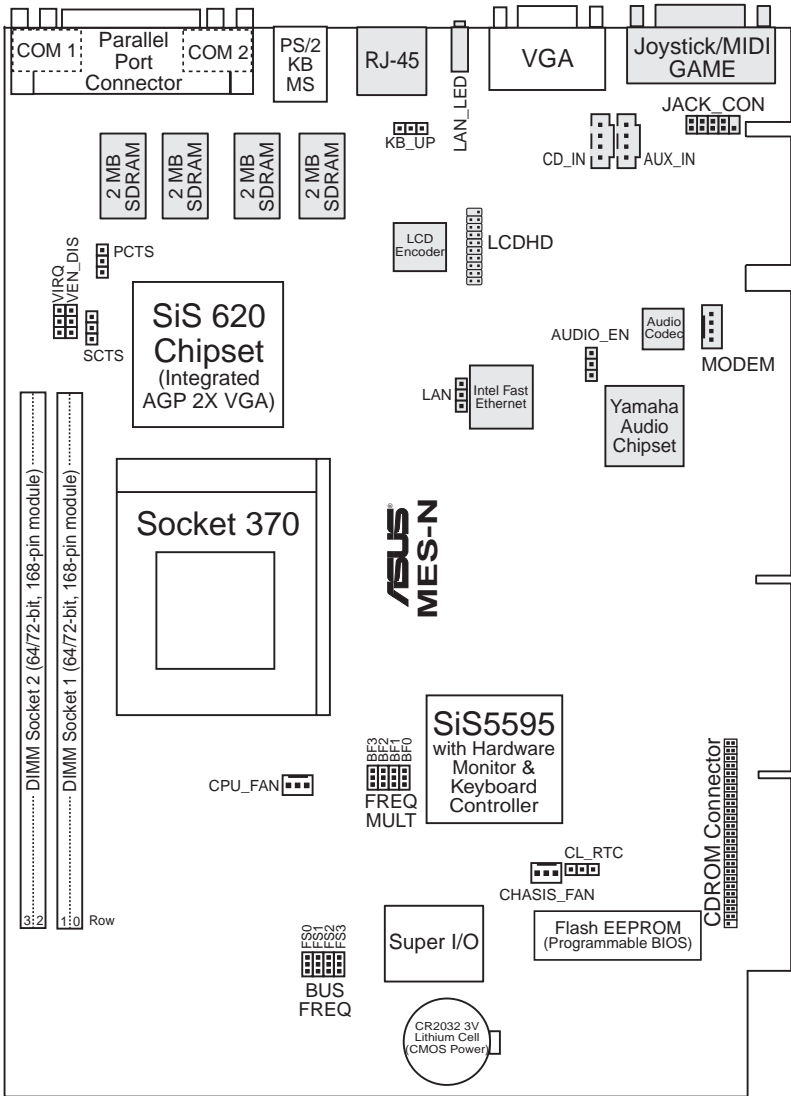 COM 1
Parallel
Port
Connector
COM 2
PS/2
KB
MS
RJ-45
LAN_LED
VGA
Joystick/MIDI
GAME
JACK_CON
KB_UP
CD_IN
AUX_IN
2 MB
SDRAM
2 MB
SDRAM
2 MB
SDRAM
2 MB
SDRAM
LCD
Encoder
LCDHD
PCTS
VIRQ
VEN_DIS
SCTS
SiS 620
Chipset
(Integrated
AGP 2X VGA)
AUDIO_EN
Audio
Codec
MODEM
LAN
Intel Fast
Ethernet
Yamaha
Audio
Chipset
DIMM Socket 2 (64/72-bit, 168-pin module)
DIMM Socket 1 (64/72-bit, 168-pin module)
Socket 370
ASUS®
MES-N
SiS5595
with Hardware
Monitor &
Keyboard
Controller
BF3
BF2
BF1
BF0
FREQ
MULT
CPU_FAN
CDROM Connector
CL_RTC
CHASIS_FAN
3 2
1 0
Row
FS0
FS1
FS2
FS3
BUS
FREQ
Super I/O
Flash EEPROM
(Programmable BIOS)
CR2032 3V
Lithium Cell
(CMOS Power)